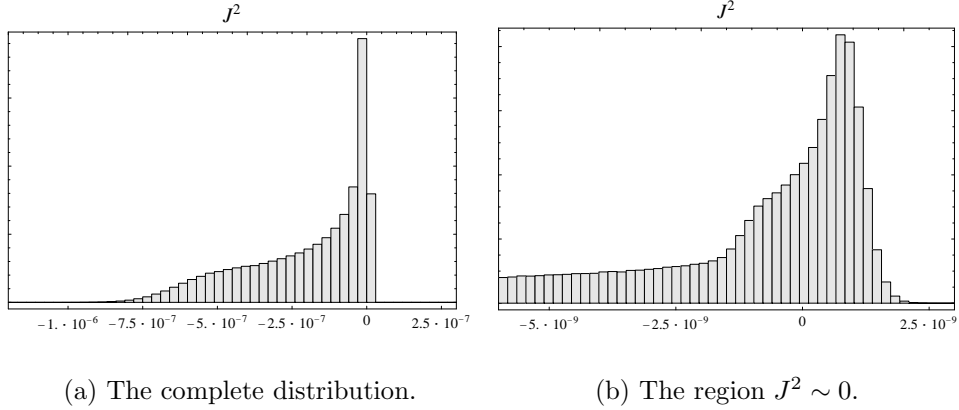 J²
J²
−1. · 10⁻⁶ −7.5 · 10⁻⁷ −5. · 10⁻⁷ −2.5 · 10⁻⁷ 0 2.5 · 10⁻⁷
−5. · 10⁻⁹ −2.5 · 10⁻⁹ 0 2.5 · 10⁻⁹
(a) The complete distribution.
(b) The region J² ∼ 0.